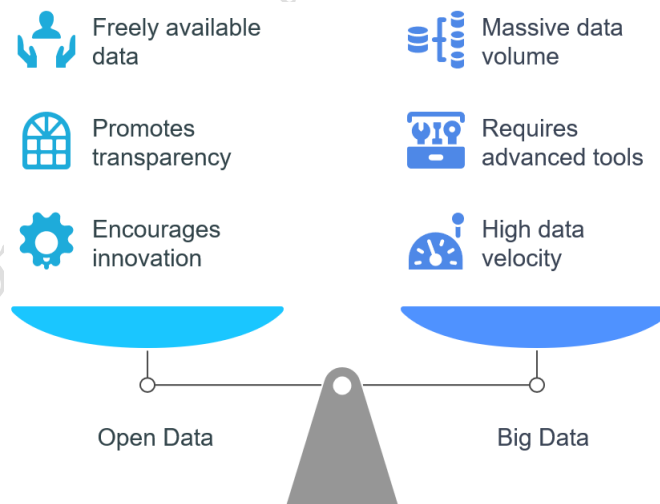 Freely available
data
Promotes
transparency
Encourages
innovation
Massive data
volume
Requires
advanced tools
High data
velocity
Open Data
Big Data